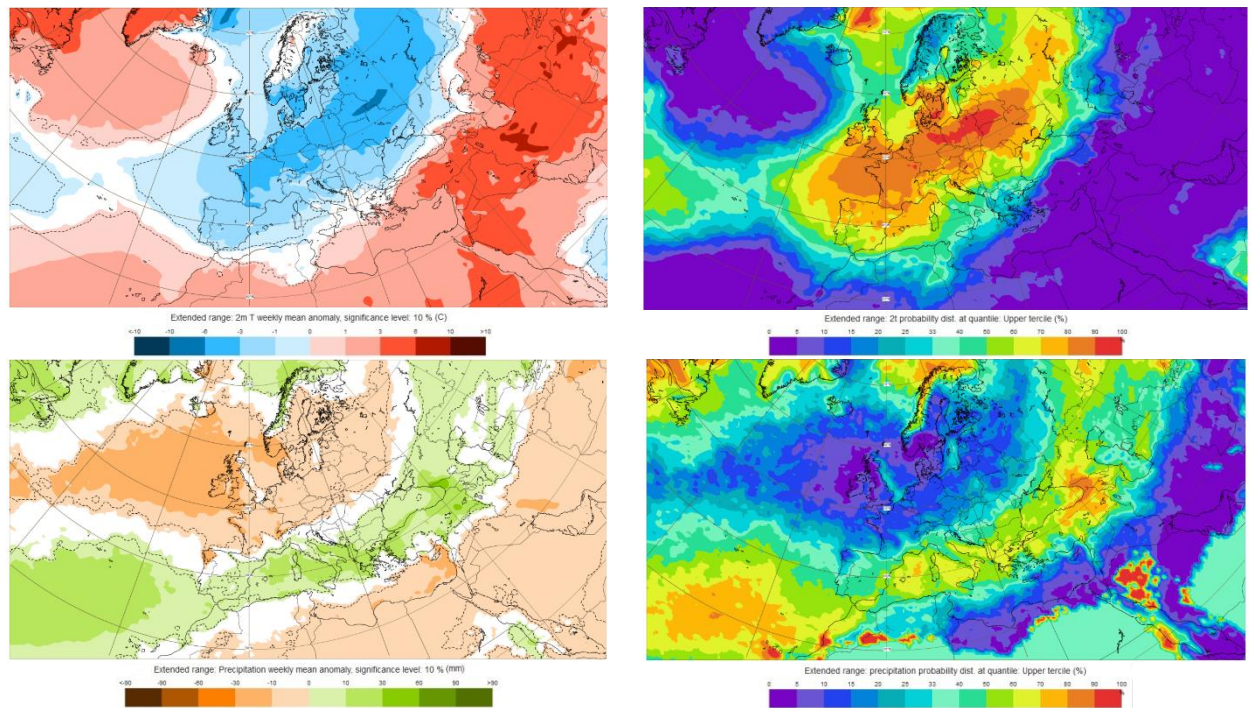 Extended range: 2m T weekly mean anomaly, significance level: 10 % (C)
<-10 -10 -6 -3 -1 0 1 3 6 10 >10
Extended range: 2t probability dist. at quantile: Upper tercile (%)
0 5 10 15 20 25 33 40 50 60 70 80 90 100
%
Extended range: Precipitation weekly mean anomaly, significance level: 10 % (mm)
<-90 -90 -60 -30 -10 0 10 30 60 90 >90
Extended range: precipitation probability dist. at quantile: Upper tercile (%)
0 5 10 15 20 25 33 40 50 60 70 80 90 100
%